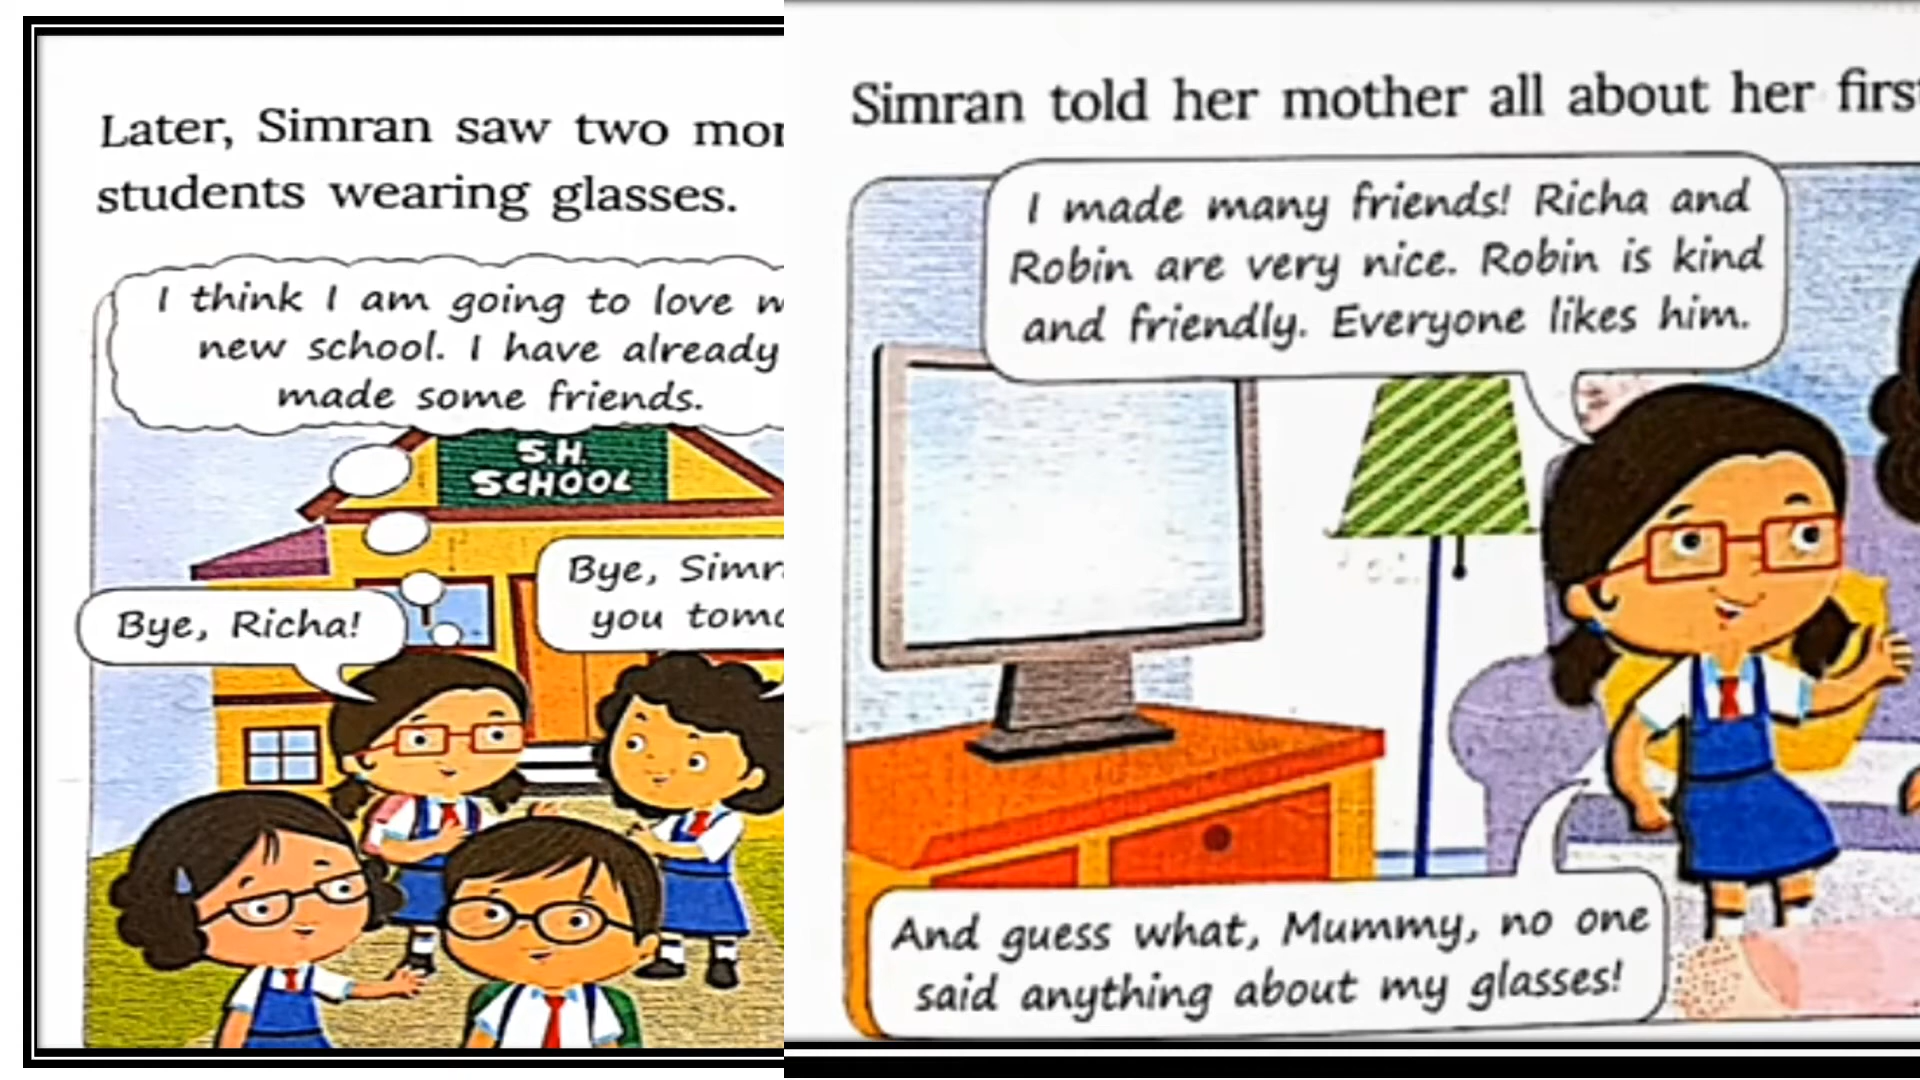 Later, Simran saw two
students wearing glasses.
I think I am going to love
new school. I have already
made some friends.
S.H.
SCHOOL
Bye, Richa!
Bye,
you
Simran told her mother all about her
I made many friends! Richa and
Robin are very nice. Robin is kind
and friendly. Everyone likes him.
And guess what, Mummy, no one
said anything about my glasses!